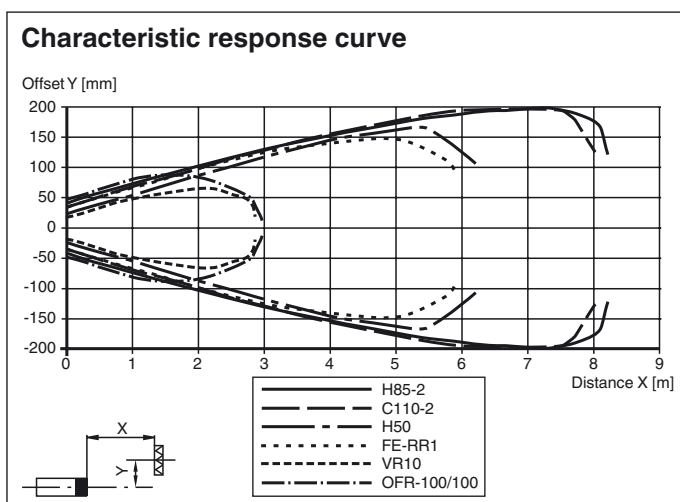 Characteristic response curve
Offset Y [mm]
200
150
100
50
0
-50
-100
-150
-200
0 1 2 3 4 5 6 7 8 9
Distance X [m]
H85-2
C110-2
H50
FE-RR1
VR10
OFR-100/100
X
Y